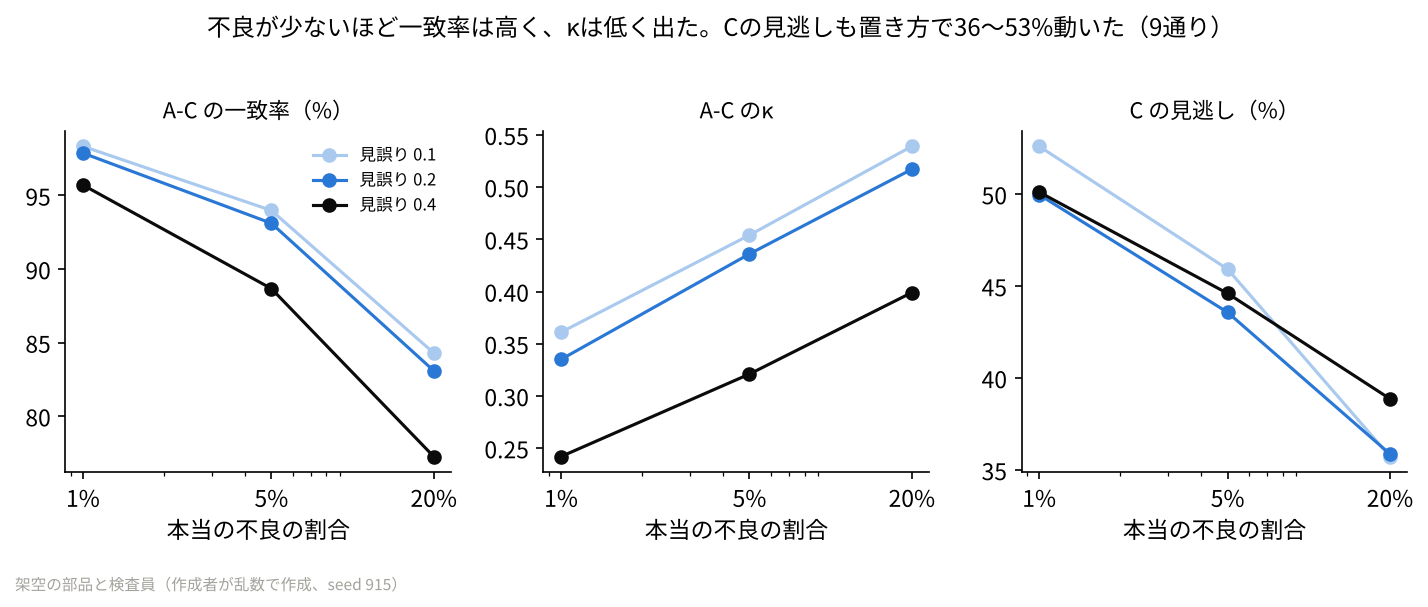 不良が少ないほど一致率は高く、κは低く出た。Cの見逃しも置き方で36〜53%動いた（9通り）
A-C の一致率（%）
95
90
85
80
1%
5%
20%
本当の不良の割合
見誤り 0.1
見誤り 0.2
見誤り 0.4
A-C のκ
0.55
0.50
0.45
0.40
0.35
0.30
0.25
1%
5%
20%
本当の不良の割合
C の見逃し（%）
50
45
40
35
1%
5%
20%
本当の不良の割合
架空の部品と検査員（作成者が乱数で作成、seed 915）